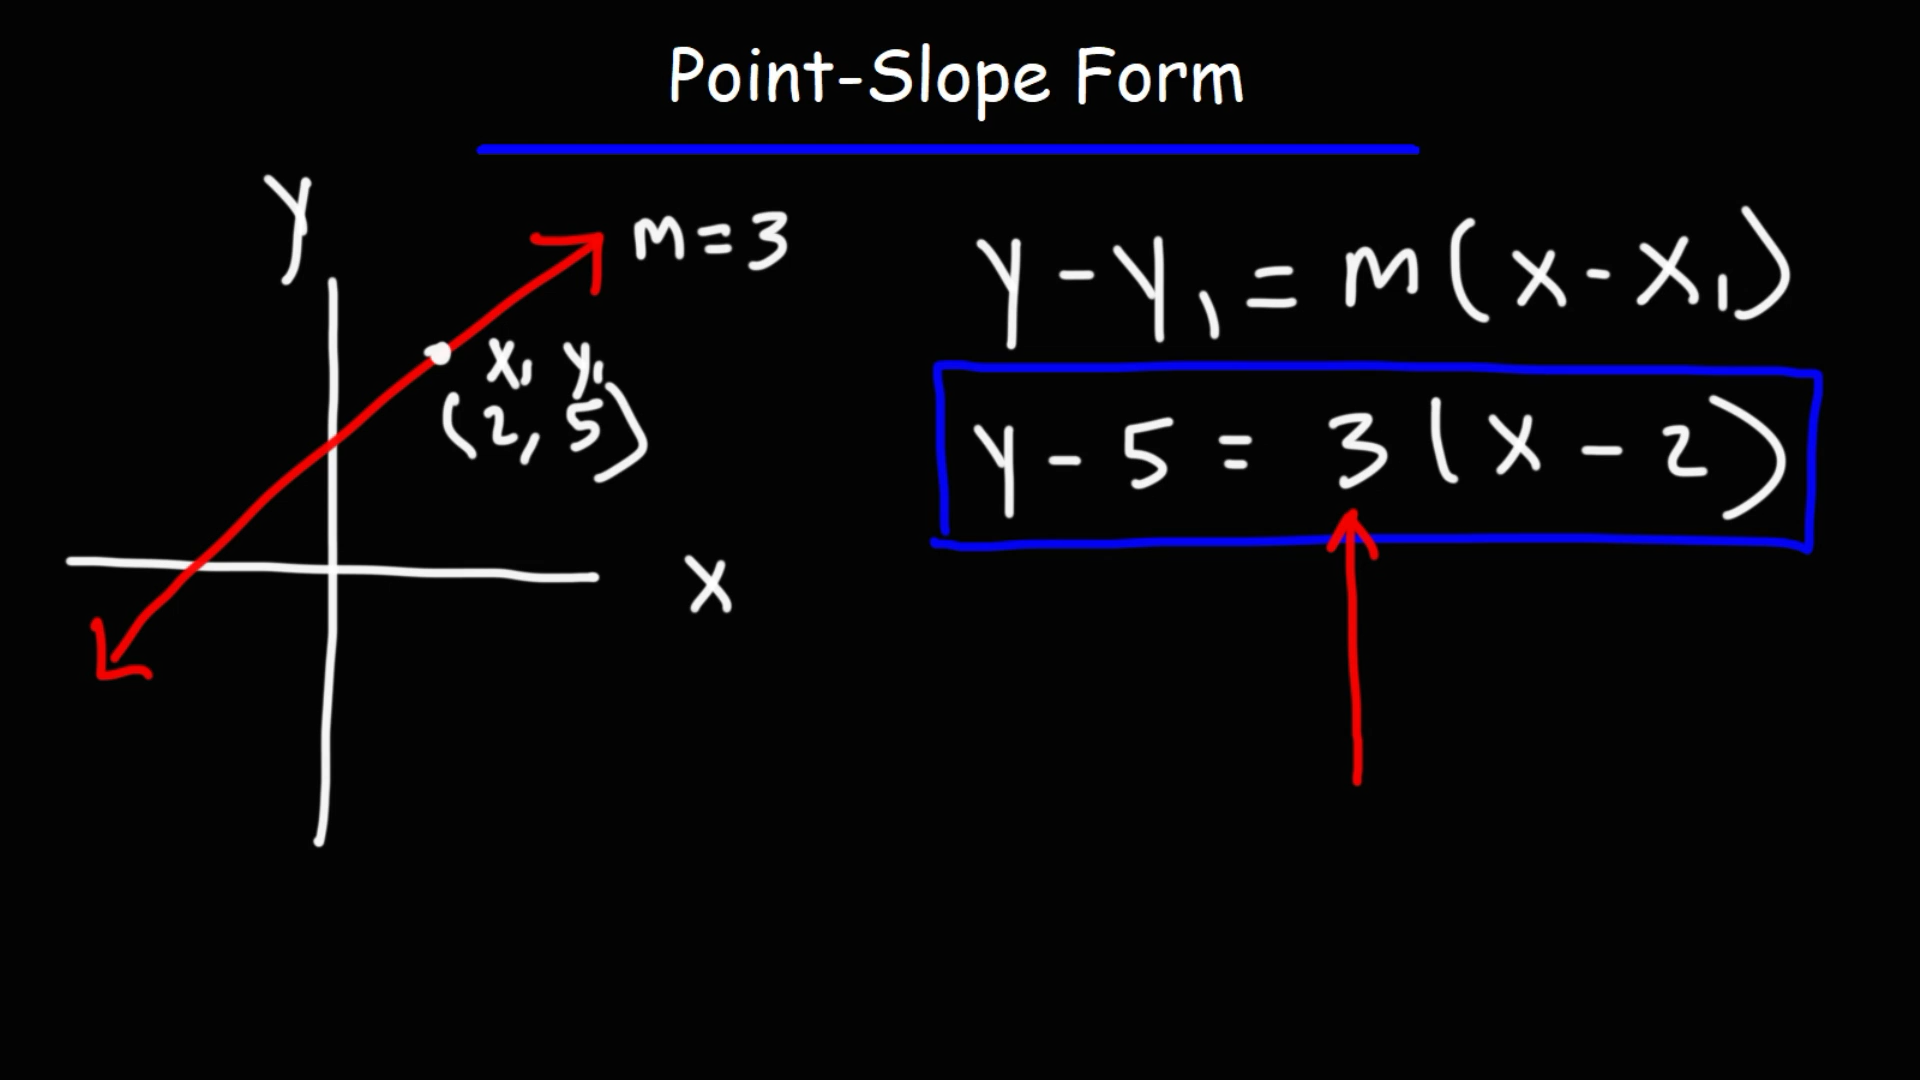 Point-Slope Form
y
m = 3
x₁ y₁
(2, 5)
x
y - y₁ = m(x - x₁)
y - 5 = 3(x - 2)